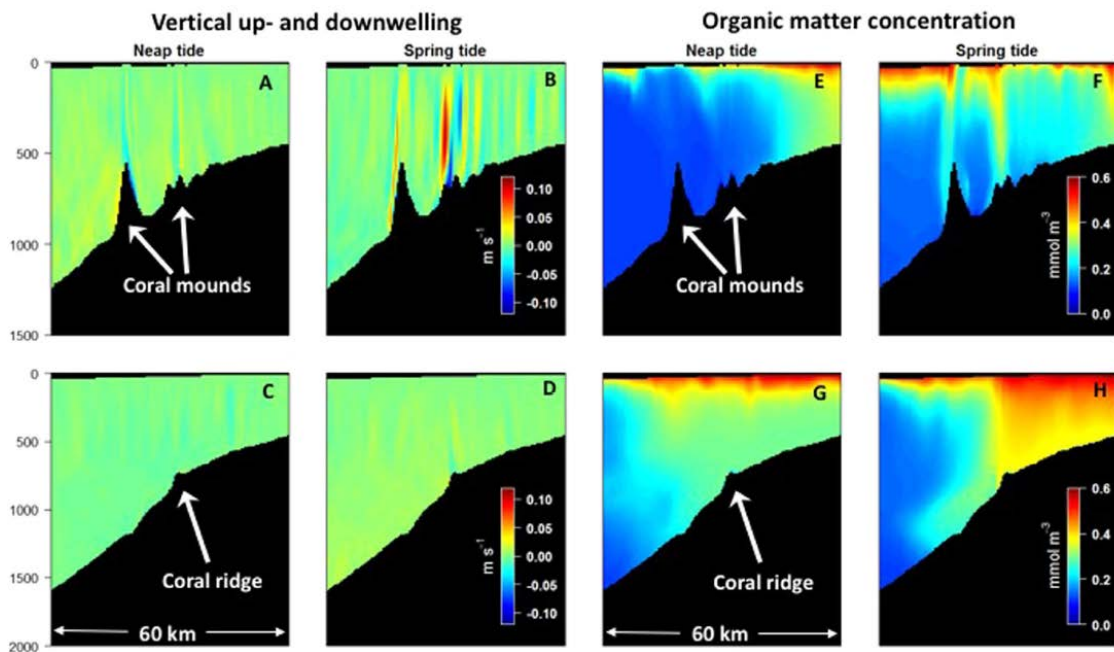 Vertical up- and downwelling
Organic matter concentration
Neap tide
Spring tide
Neap tide
Spring tide
0
500
1000
1500
A
Coral mounds
B
0.10
0.05
0.00
-0.05
-0.10
m s⁻¹
E
Coral mounds
F
0.6
0.4
0.2
0.0
mmol m⁻³
0
500
1000
1500
2000
C
Coral ridge
60 km
D
0.10
0.05
0.00
-0.05
-0.10
m s⁻¹
G
Coral ridge
60 km
H
0.6
0.4
0.2
0.0
mmol m⁻³